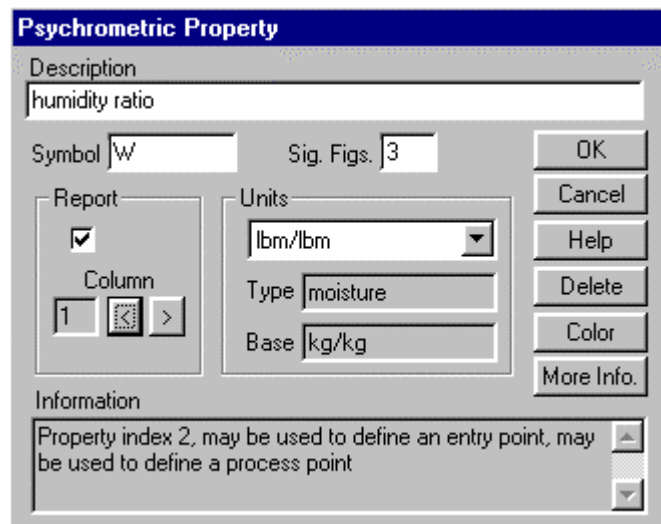 Psychrometric Property
Description
humidity ratio
Symbol W
Sig. Figs. 3
OK
Cancel
Help
Delete
Color
More Info.
Report
Column
1 < >
Units
lbm/lbm
Type moisture
Base kg/kg
Information
Property index 2, may be used to define an entry point, may
be used to define a process point